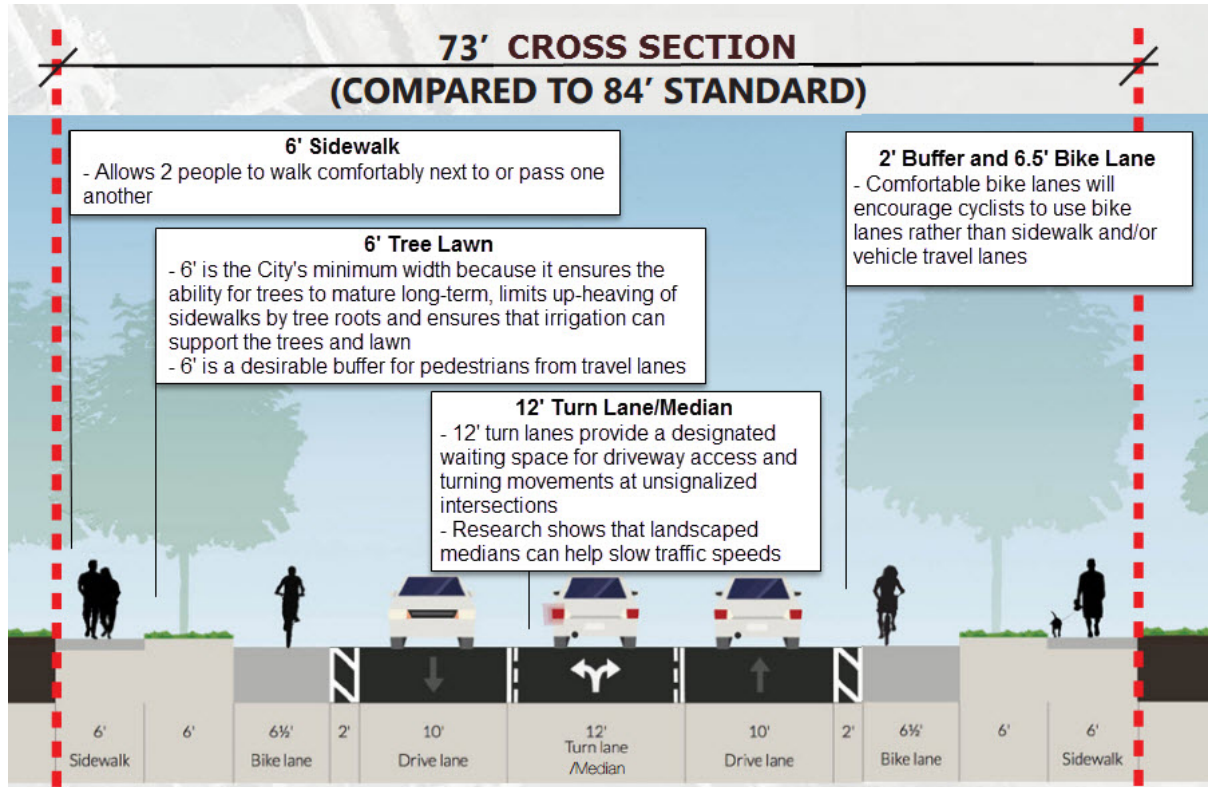 73' CROSS SECTION
(COMPARED TO 84' STANDARD)
6' Sidewalk
- Allows 2 people to walk comfortably next to or pass one
another
2' Buffer and 6.5' Bike Lane
- Comfortable bike lanes will
encourage cyclists to use bike
lanes rather than sidewalk and/or
vehicle travel lanes
6' Tree Lawn
- 6' is the City's minimum width because it ensures the
ability for trees to mature long-term, limits up-heaving of
sidewalks by tree roots and ensures that irrigation can
support the trees and lawn
- 6' is a desirable buffer for pedestrians from travel lanes
12' Turn Lane/Median
- 12' turn lanes provide a designated
waiting space for driveway access and
turning movements at unsignalized
intersections
- Research shows that landscaped
medians can help slow traffic speeds
6'
Sidewalk
6'
6½'
Bike lane
2'
10'
Drive lane
12'
Turn lane
/Median
10'
Drive lane
2'
6½'
Bike lane
6'
6'
Sidewalk